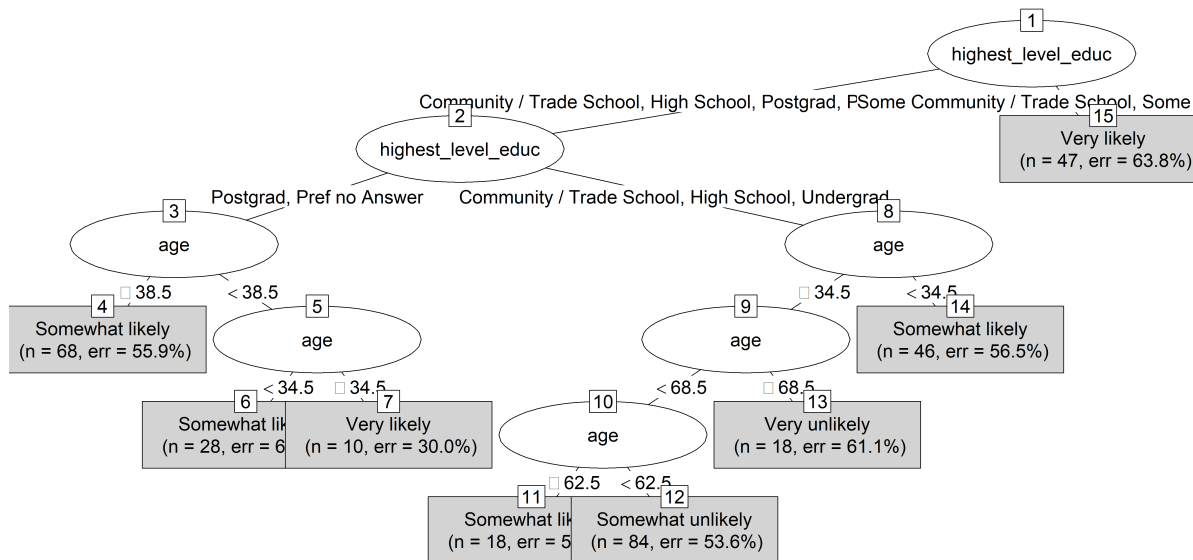 1
highest_level_educ
Community / Trade School, High School, Postgrad, Some Community / Trade School, Some
2
highest_level_educ
15
Very likely
(n = 47, err = 63.8%)
Postgrad, Pref no Answer
Community / Trade School, High School, Undergrad
3
age
8
age
38.5
< 38.5
34.5
< 34.5
4
Somewhat likely
(n = 68, err = 55.9%)
5
age
9
age
14
Somewhat likely
(n = 46, err = 56.5%)
< 34.5
34.5
< 68.5
68.5
6
Somewhat
(n = 28, err =
7
Very likely
(n = 10, err = 30.0%)
10
age
13
Very unlikely
(n = 18, err = 61.1%)
62.5
< 62.5
11
Somewhat
(n = 18, err =
12
Somewhat unlikely
(n = 84, err = 53.6%)